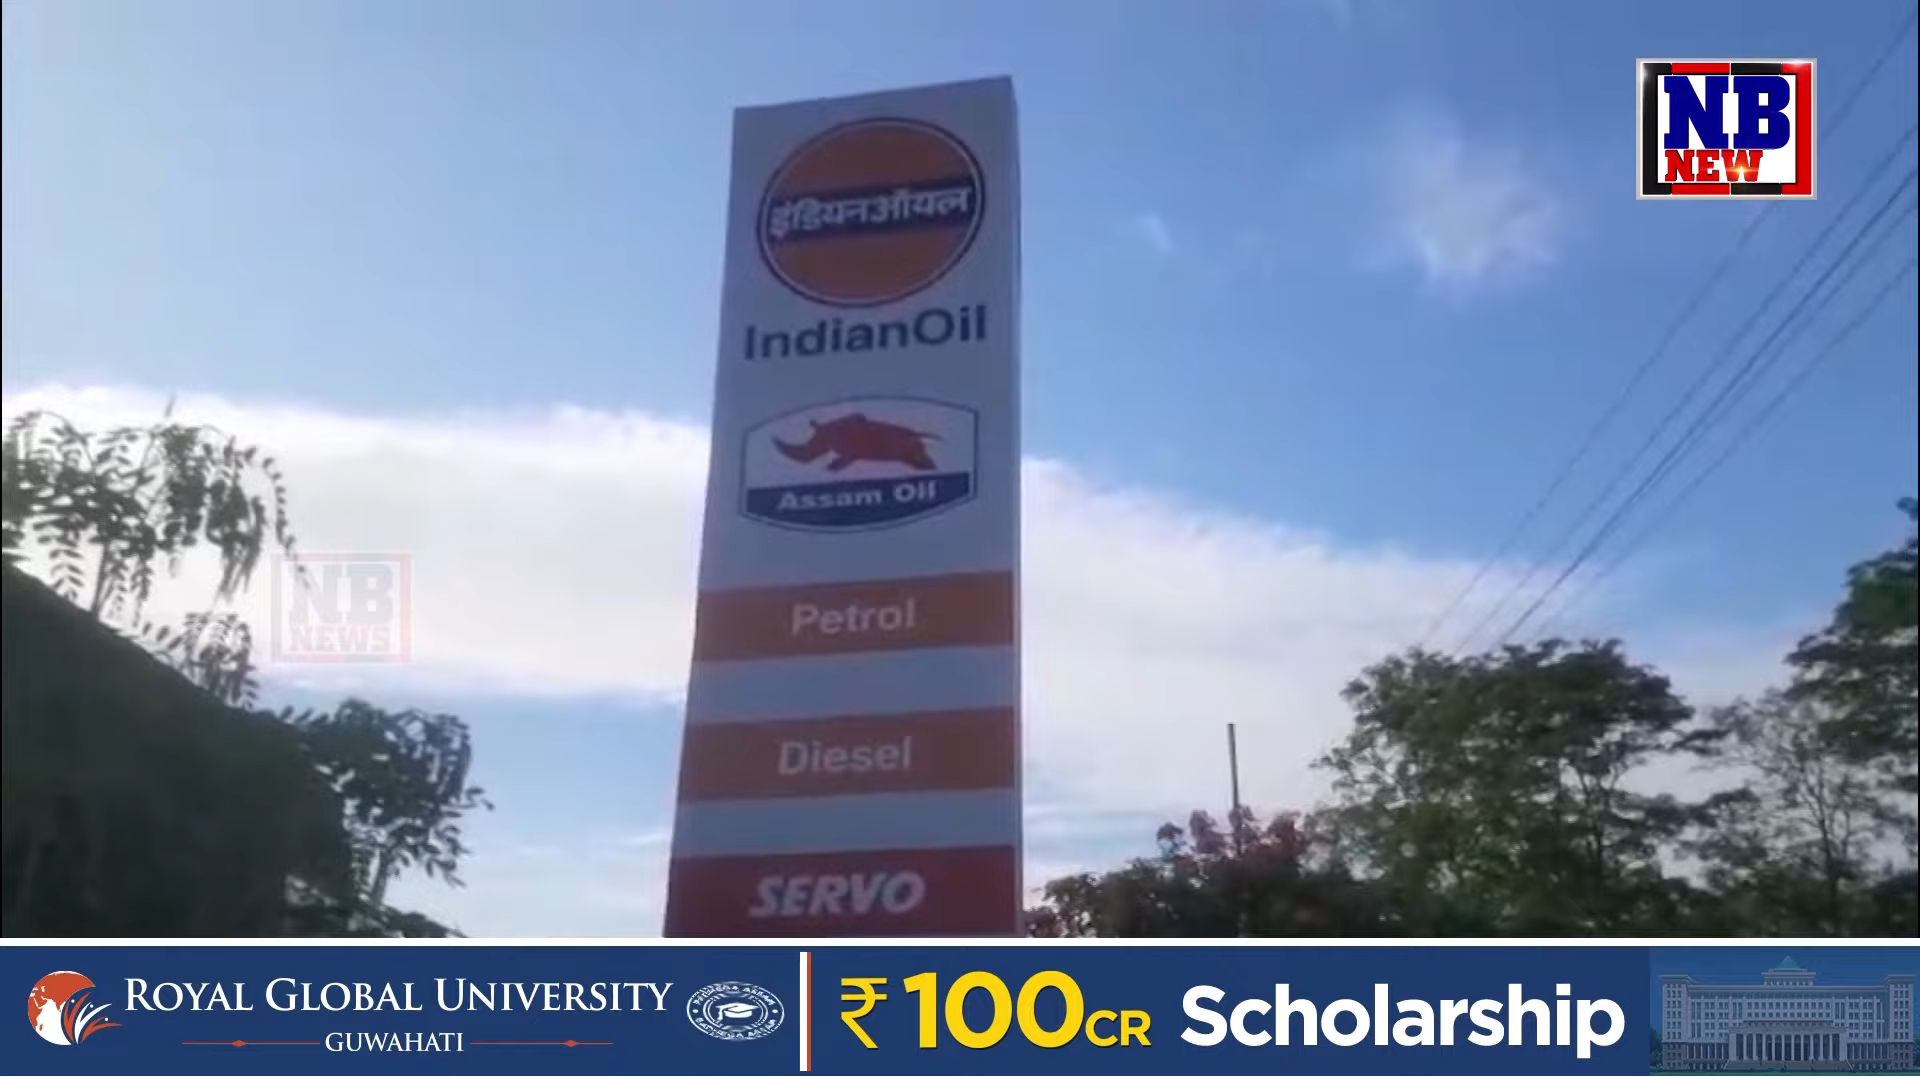 NB
NEW
इंडियनऑयल
IndianOil
Assam Oil
NB
NEWS
Petrol
Diesel
SERVO
ROYAL GLOBAL UNIVERSITY
GUWAHATI
₹ 100CR Scholarship